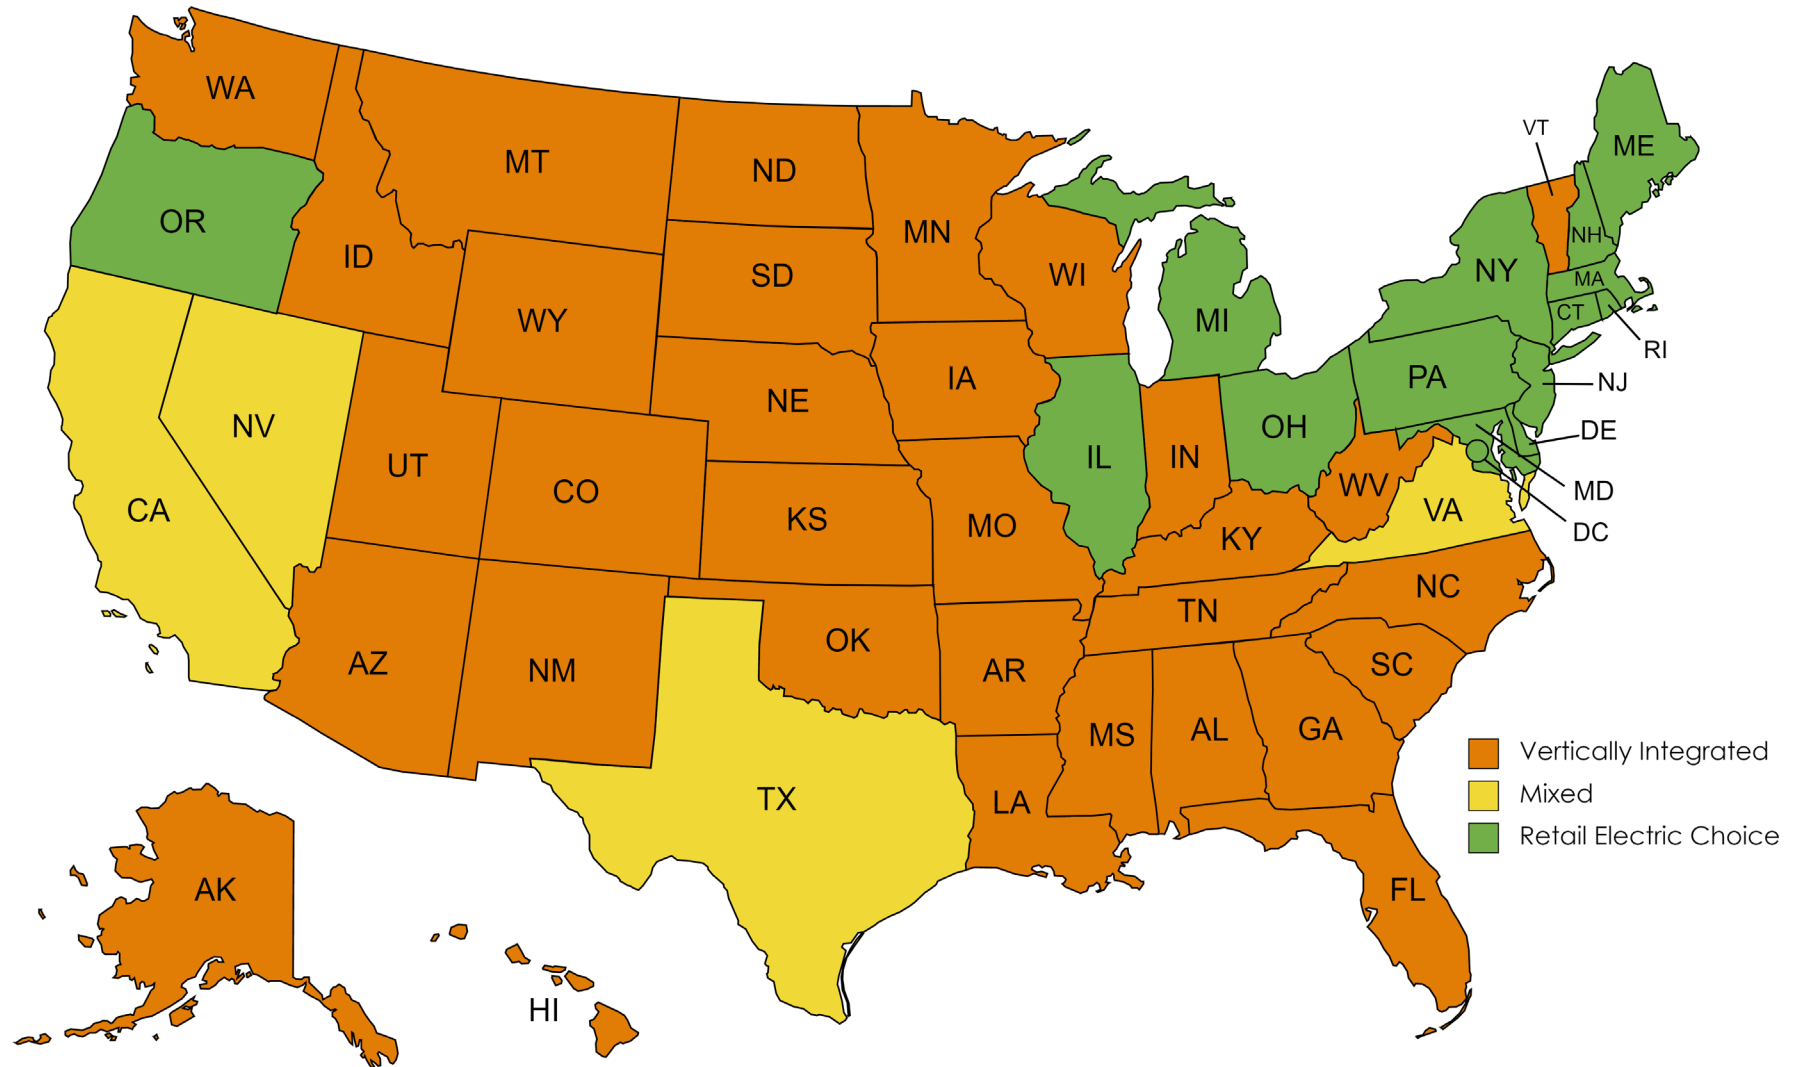 WA
OR
CA
NV
ID
MT
WY
UT
CO
AZ
NM
ND
SD
NE
KS
OK
TX
MN
IA
MO
AR
LA
WI
IL
MI
IN
OH
KY
TN
MS
AL
GA
FL
SC
NC
VA
WV
PA
NY
VT
NH
ME
MA
CT
RI
NJ
DE
MD
DC
AK
HI
Vertically Integrated
Mixed
Retail Electric Choice